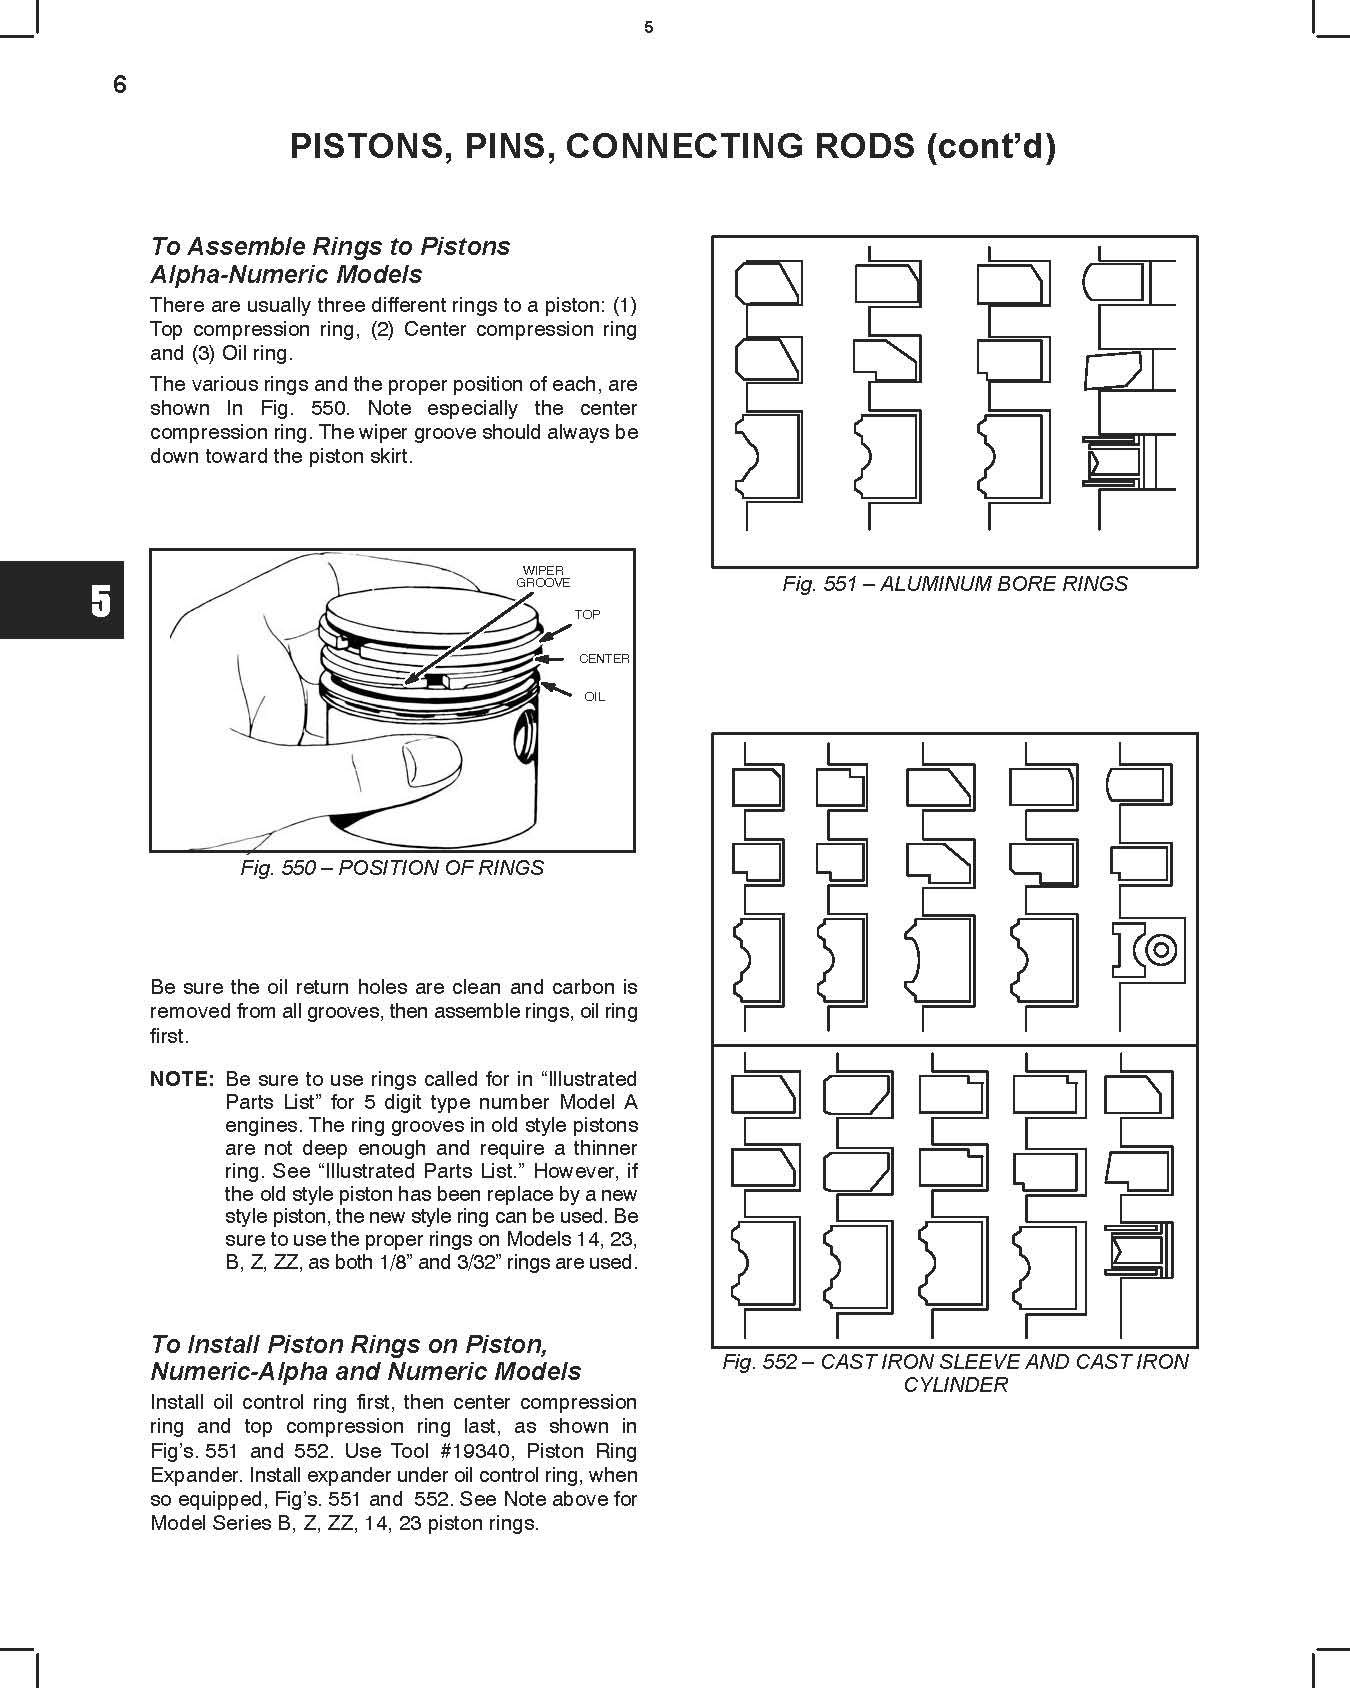 5
6
PISTONS, PINS, CONNECTING RODS (cont’d)
To Assemble Rings to Pistons
Alpha-Numeric Models
There are usually three different rings to a piston: (1)
Top compression ring, (2) Center compression ring
and (3) Oil ring.
The various rings and the proper position of each, are
shown In Fig. 550. Note especially the center
compression ring. The wiper groove should always be
down toward the piston skirt.
5
WIPER
GROOVE
TOP
CENTER
OIL
Fig. 550 – POSITION OF RINGS
Be sure the oil return holes are clean and carbon is
removed from all grooves, then assemble rings, oil ring
first.
NOTE: Be sure to use rings called for in “Illustrated
Parts List” for 5 digit type number Model A
engines. The ring grooves in old style pistons
are not deep enough and require a thinner
ring. See “Illustrated Parts List.” However, if
the old style piston has been replace by a new
style piston, the new style ring can be used. Be
sure to use the proper rings on Models 14, 23,
B, Z, ZZ, as both 1/8” and 3/32” rings are used.
To Install Piston Rings on Piston,
Numeric-Alpha and Numeric Models
Install oil control ring first, then center compression
ring and top compression ring last, as shown in
Fig’s. 551 and 552. Use Tool #19340, Piston Ring
Expander. Install expander under oil control ring, when
so equipped, Fig’s. 551 and 552. See Note above for
Model Series B, Z, ZZ, 14, 23 piston rings.
Fig. 551 – ALUMINUM BORE RINGS
Fig. 552 – CAST IRON SLEEVE AND CAST IRON
CYLINDER